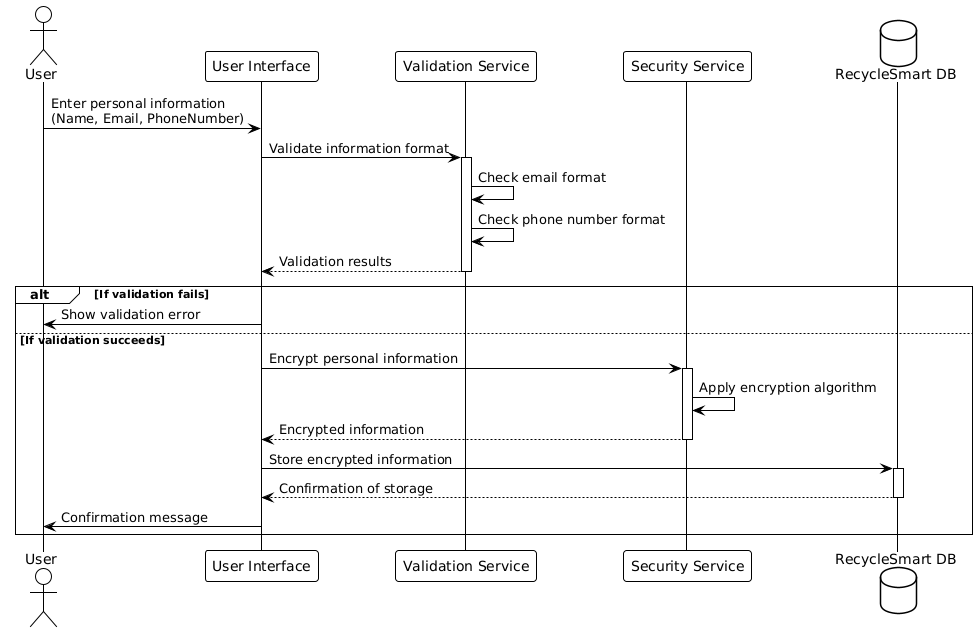 User
User Interface
Validation Service
Security Service
RecycleSmart DB
Enter personal information
(Name, Email, PhoneNumber)
Validate information format
Check email format
Check phone number format
Validation results
alt
[If validation fails]
Show validation error
[If validation succeeds]
Encrypt personal information
Apply encryption algorithm
Encrypted information
Store encrypted information
Confirmation of storage
Confirmation message
User
User Interface
Validation Service
Security Service
RecycleSmart DB